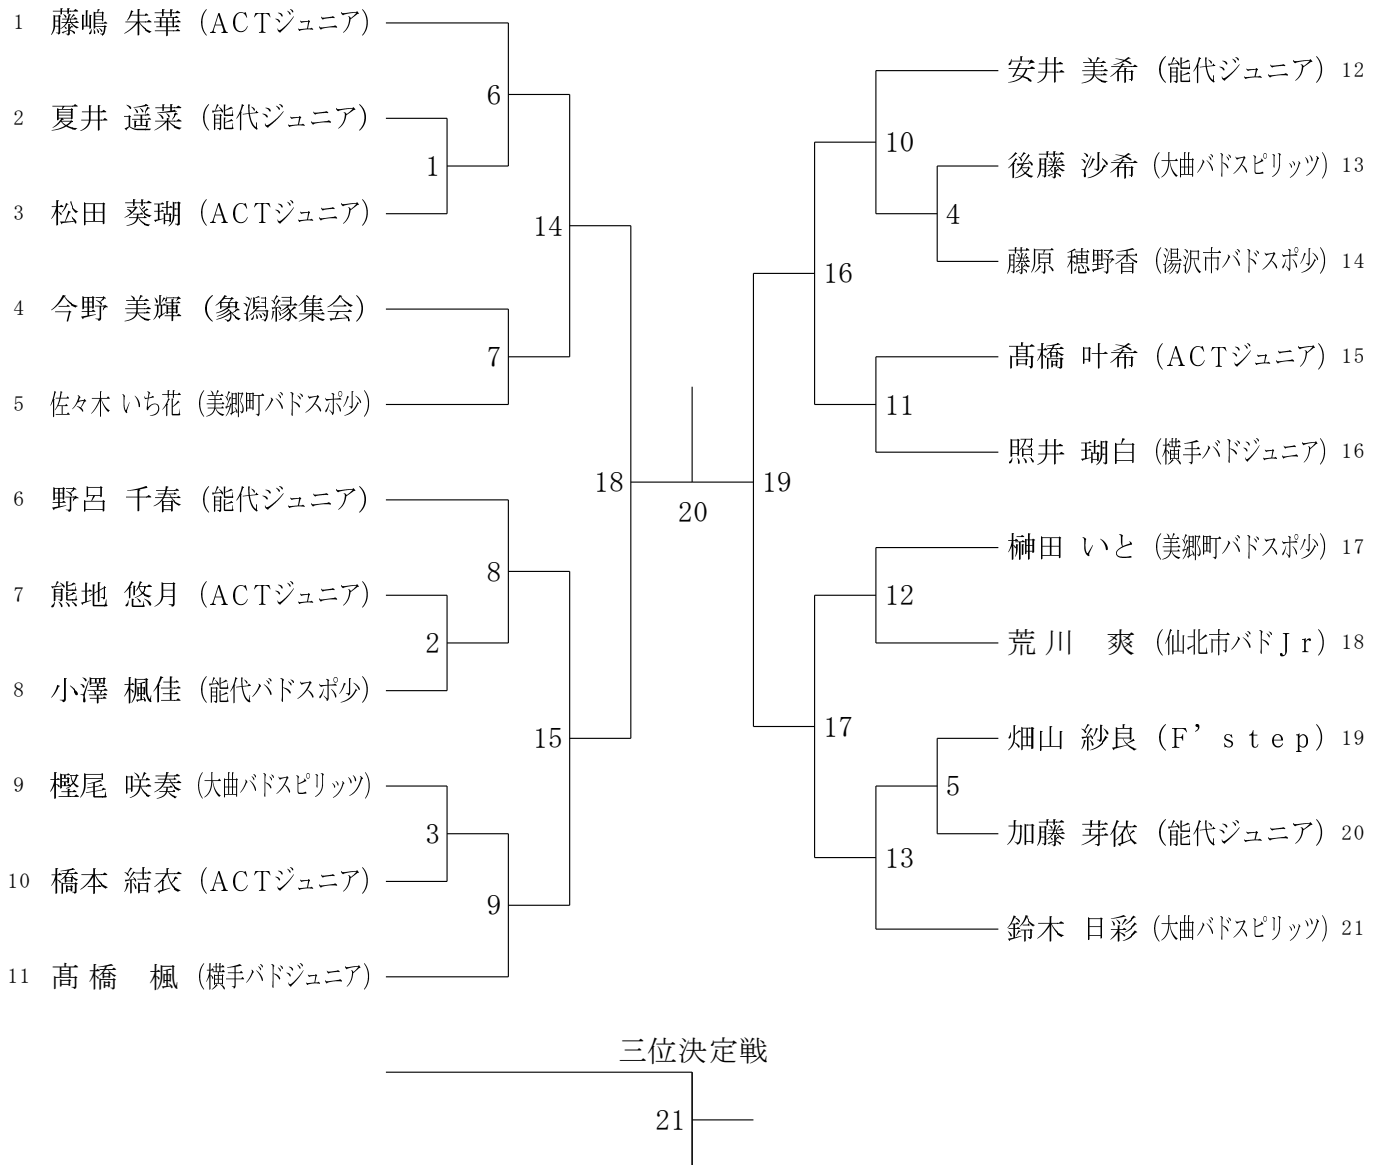 1 藤嶋 朱華 (ACTジュニア)
2 夏井 遥菜 (能代ジュニア)
3 松田 葵瑚 (ACTジュニア)
4 今野 美輝 (象潟緑集会)
5 佐々木 いち花 (美郷町バドスポ少)
6 野呂 千春 (能代ジュニア)
7 熊地 悠月 (ACTジュニア)
8 小澤 楓佳 (能代バドスポ少)
9 樫尾 咲奏 (大曲バドスピリッツ)
10 橋本 結衣 (ACTジュニア)
11 髙橋 楓 (横手バドジュニア)
6
1
14
7
18
8
2
15
3
9
20
安井 美希 (能代ジュニア) 12
後藤 沙希 (大曲バドスピリッツ) 13
藤原 穂野香 (湯沢市バドスポ少) 14
髙橋 叶希 (ACTジュニア) 15
照井 瑚白 (横手バドジュニア) 16
榊田 いと (美郷町バドスポ少) 17
荒川 爽 (仙北市バドJr) 18
畑山 紗良 (F’step) 19
加藤 芽依 (能代ジュニア) 20
鈴木 日彩 (大曲バドスピリッツ) 21
10
4
16
11
19
12
17
5
13
三位決定戦
21